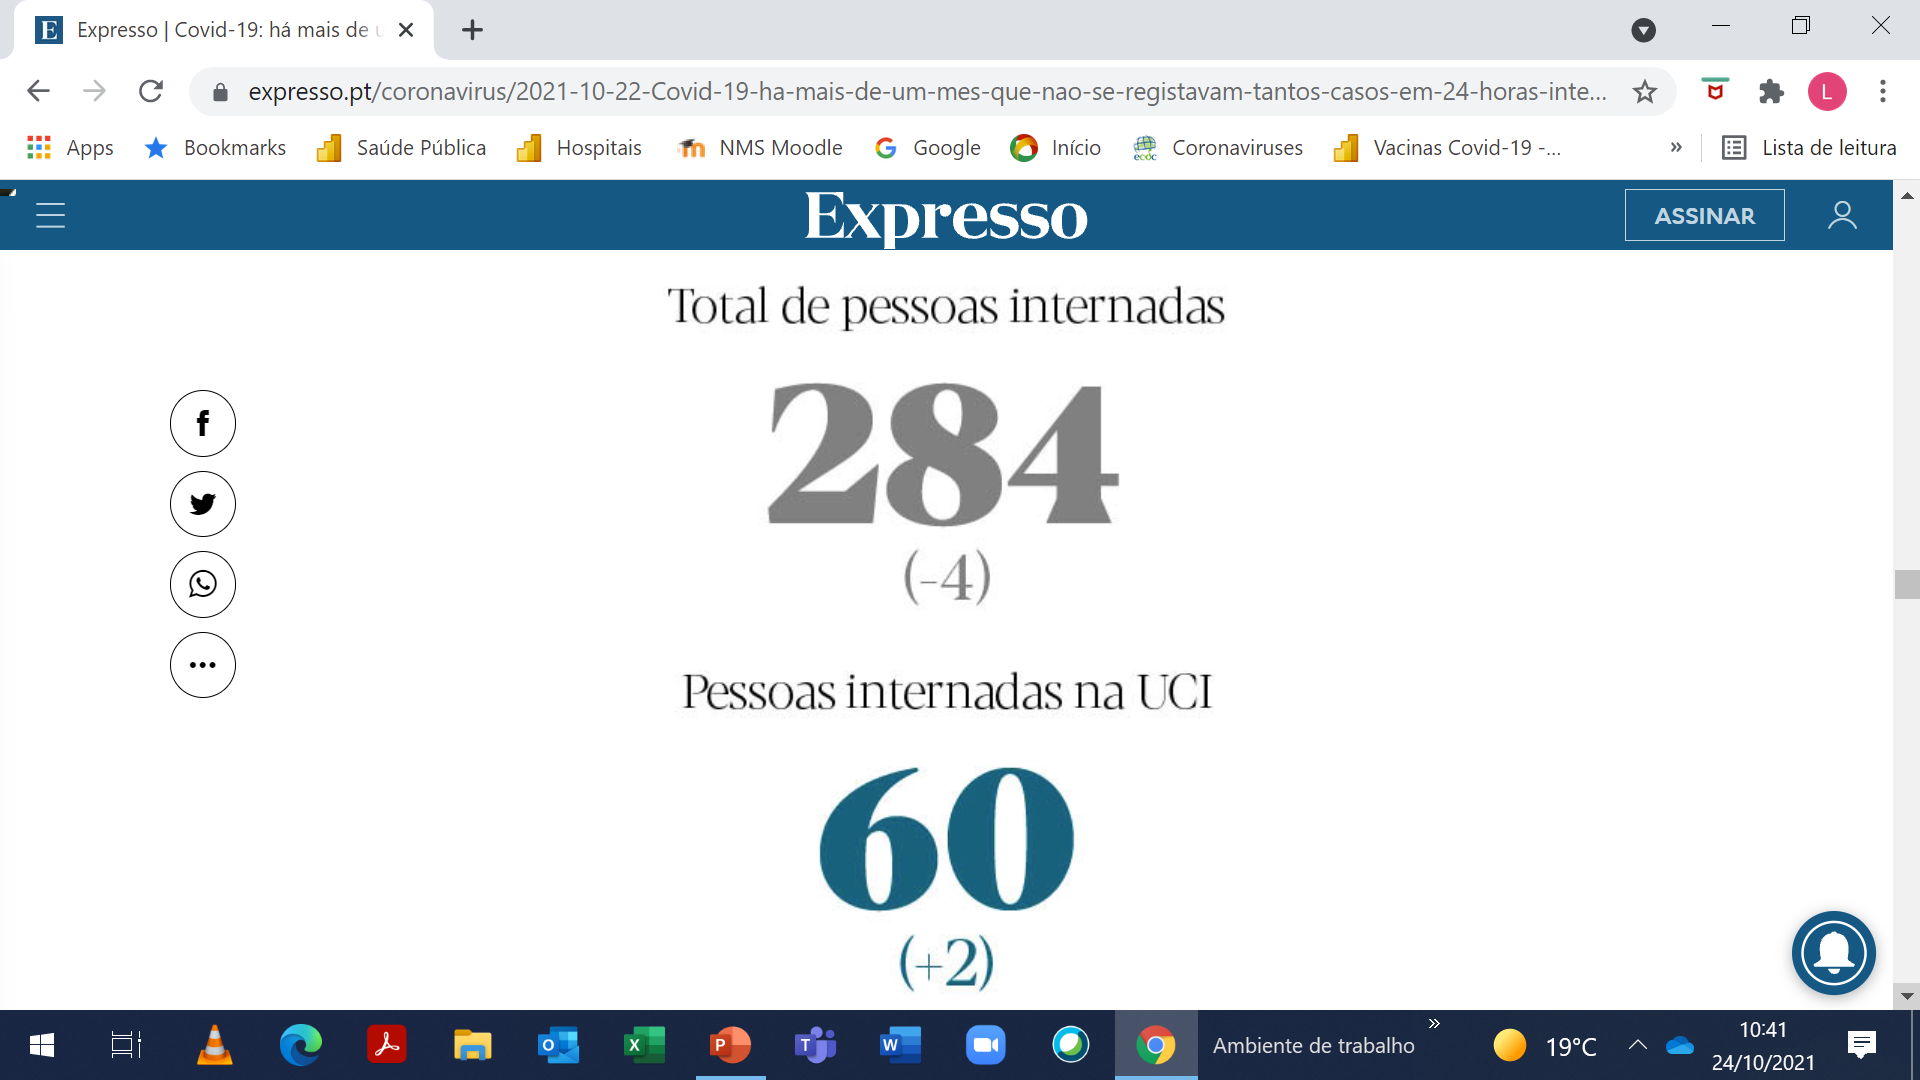 Expresso | Covid-19: há mais de u
expresso.pt/coronavirus/2021-10-22-Covid-19-ha-mais-de-um-mes-que-nao-se-registavam-tantos-casos-em-24-horas-inte...
L
Apps Bookmarks Saúde Pública Hospitais NMS Moodle Google Início Coronaviruses Vacinas Covid-19 -... » Lista de leitura
Expresso
ASSINAR
Total de pessoas internadas
284
(-4)
Pessoas internadas na UCI
60
(+2)
Ambiente de trabalho
»
19°C
10:41
24/10/2021